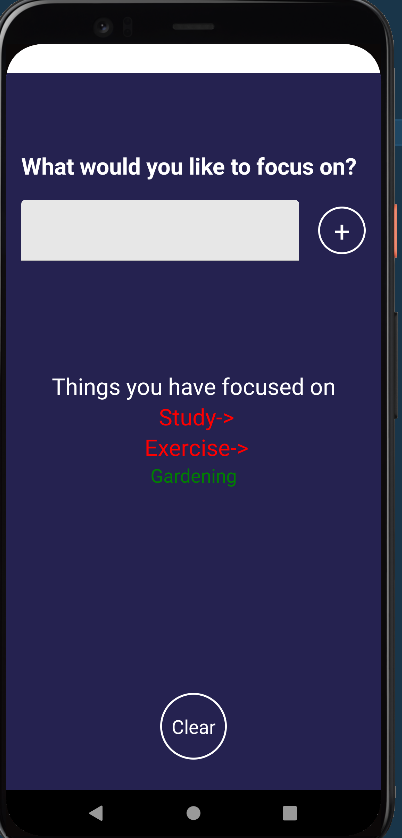 What would you like to focus on?
+
Things you have focused on
Study->
Exercise->
Gardening
Clear